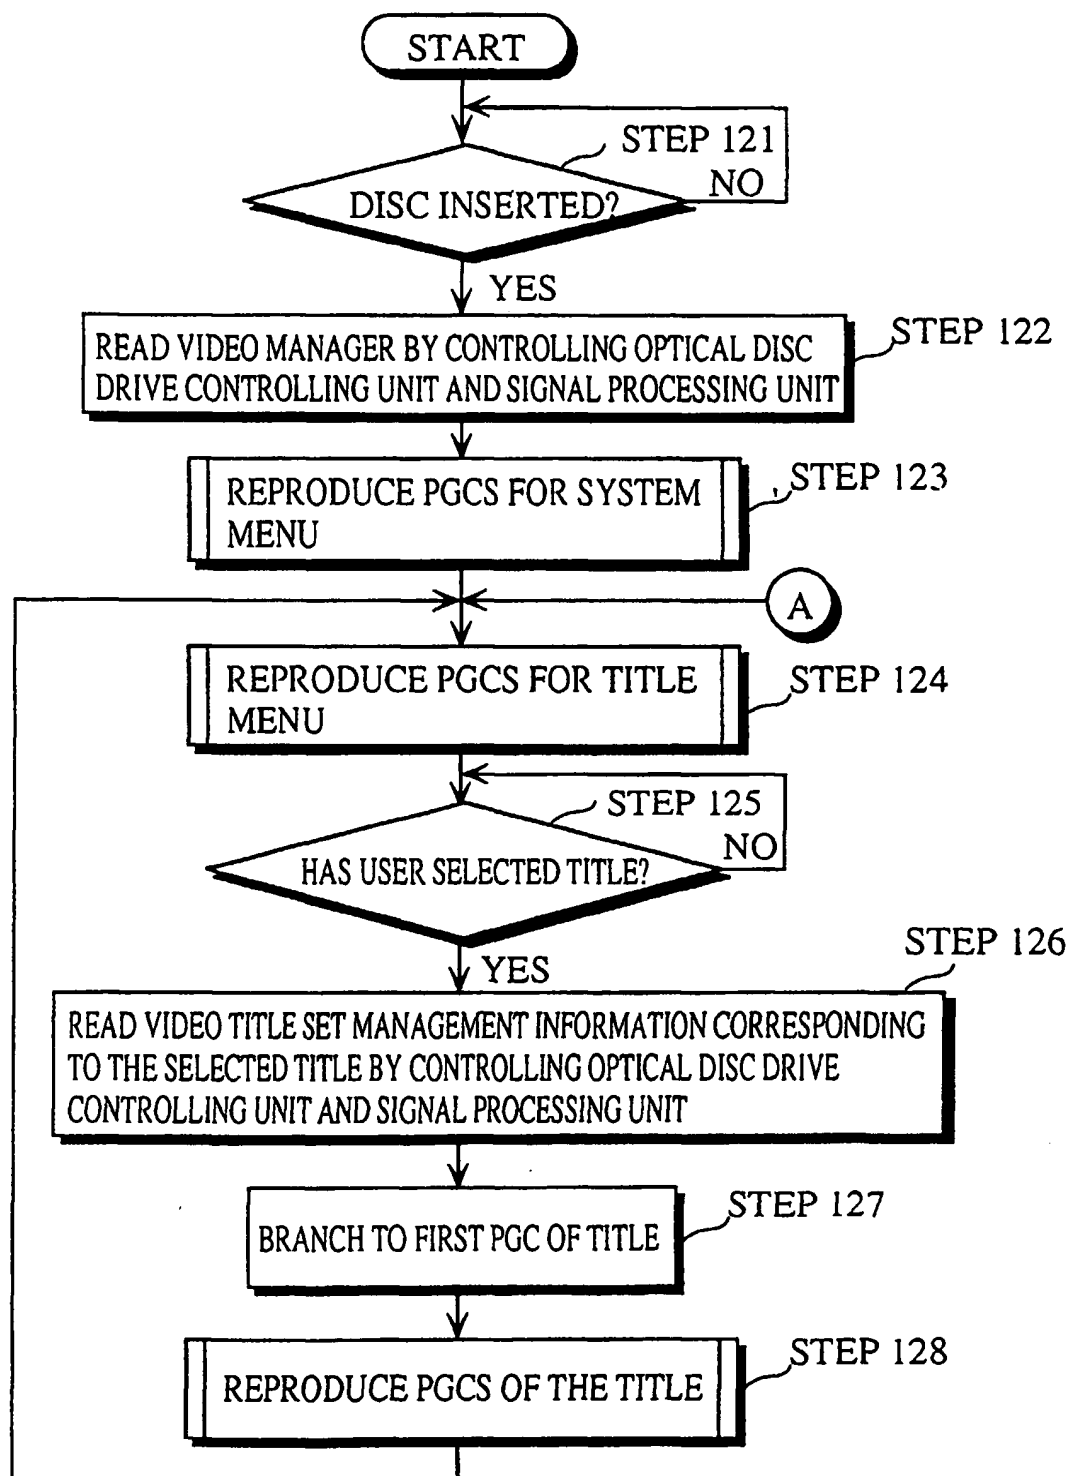 START
STEP 121
NO
DISC INSERTED?
YES
STEP 122
READ VIDEO MANAGER BY CONTROLLING OPTICAL DISC
DRIVE CONTROLLING UNIT AND SIGNAL PROCESSING UNIT
STEP 123
REPRODUCE PGCS FOR SYSTEM
MENU
A
REPRODUCE PGCS FOR TITLE
MENU
STEP 124
STEP 125
NO
HAS USER SELECTED TITLE?
STEP 126
YES
READ VIDEO TITLE SET MANAGEMENT INFORMATION CORRESPONDING
TO THE SELECTED TITLE BY CONTROLLING OPTICAL DISC DRIVE
CONTROLLING UNIT AND SIGNAL PROCESSING UNIT
STEP 127
BRANCH TO FIRST PGC OF TITLE
STEP 128
REPRODUCE PGCS OF THE TITLE